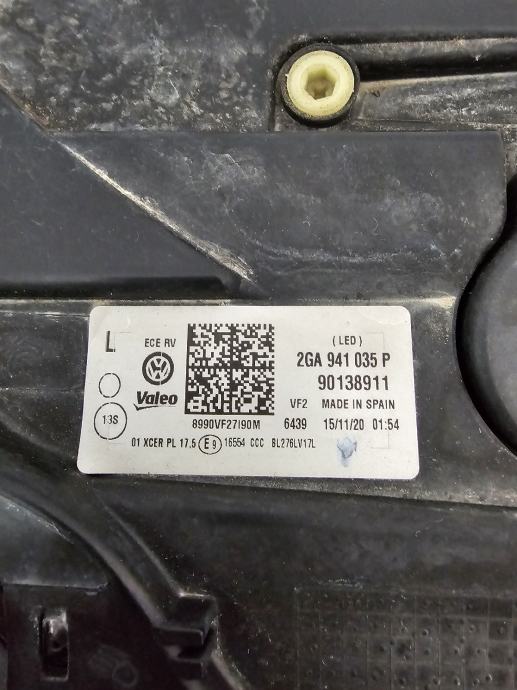 L ECE RV (LED)
2GA 941 035 P
90138911
Valeo
VF2 MADE IN SPAIN
13S 8990VF27I90M 6439 15/11/20 01:54
01 XCER PL 17,5 E9 16554 CCC BL276LV17L